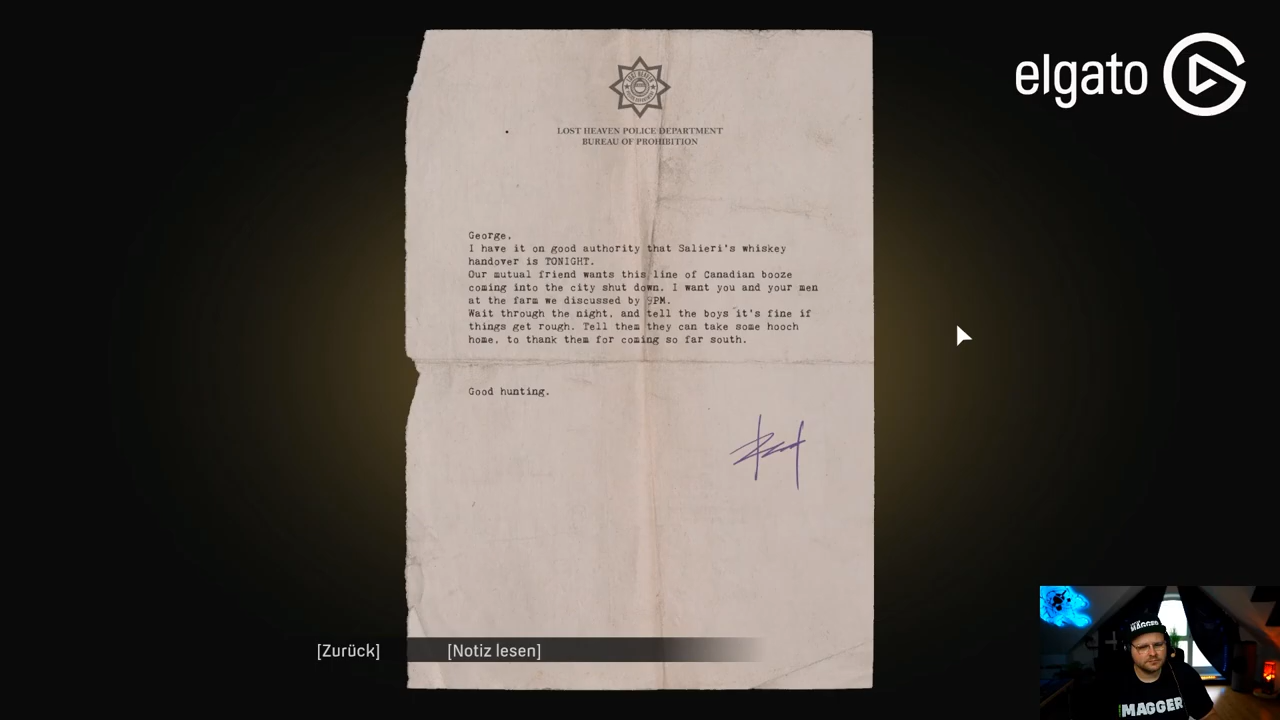 elgato
LOST HEAVEN POLICE DEPARTMENT
BUREAU OF PROHIBITION
George,
I have it on good authority that Salieri's whiskey
handover is TONIGHT.
Our mutual friend wants this line of Canadian booze
coming into the city shut down. I want you and your men
at the farm we discussed by 9PM.
Wait through the night, and tell the boys it's fine if
things get rough. Tell them they can take some hooch
home, to thank them for coming so far south.
Good hunting.
[Zurück]
[Notiz lesen]
MAGGER
MAGGER